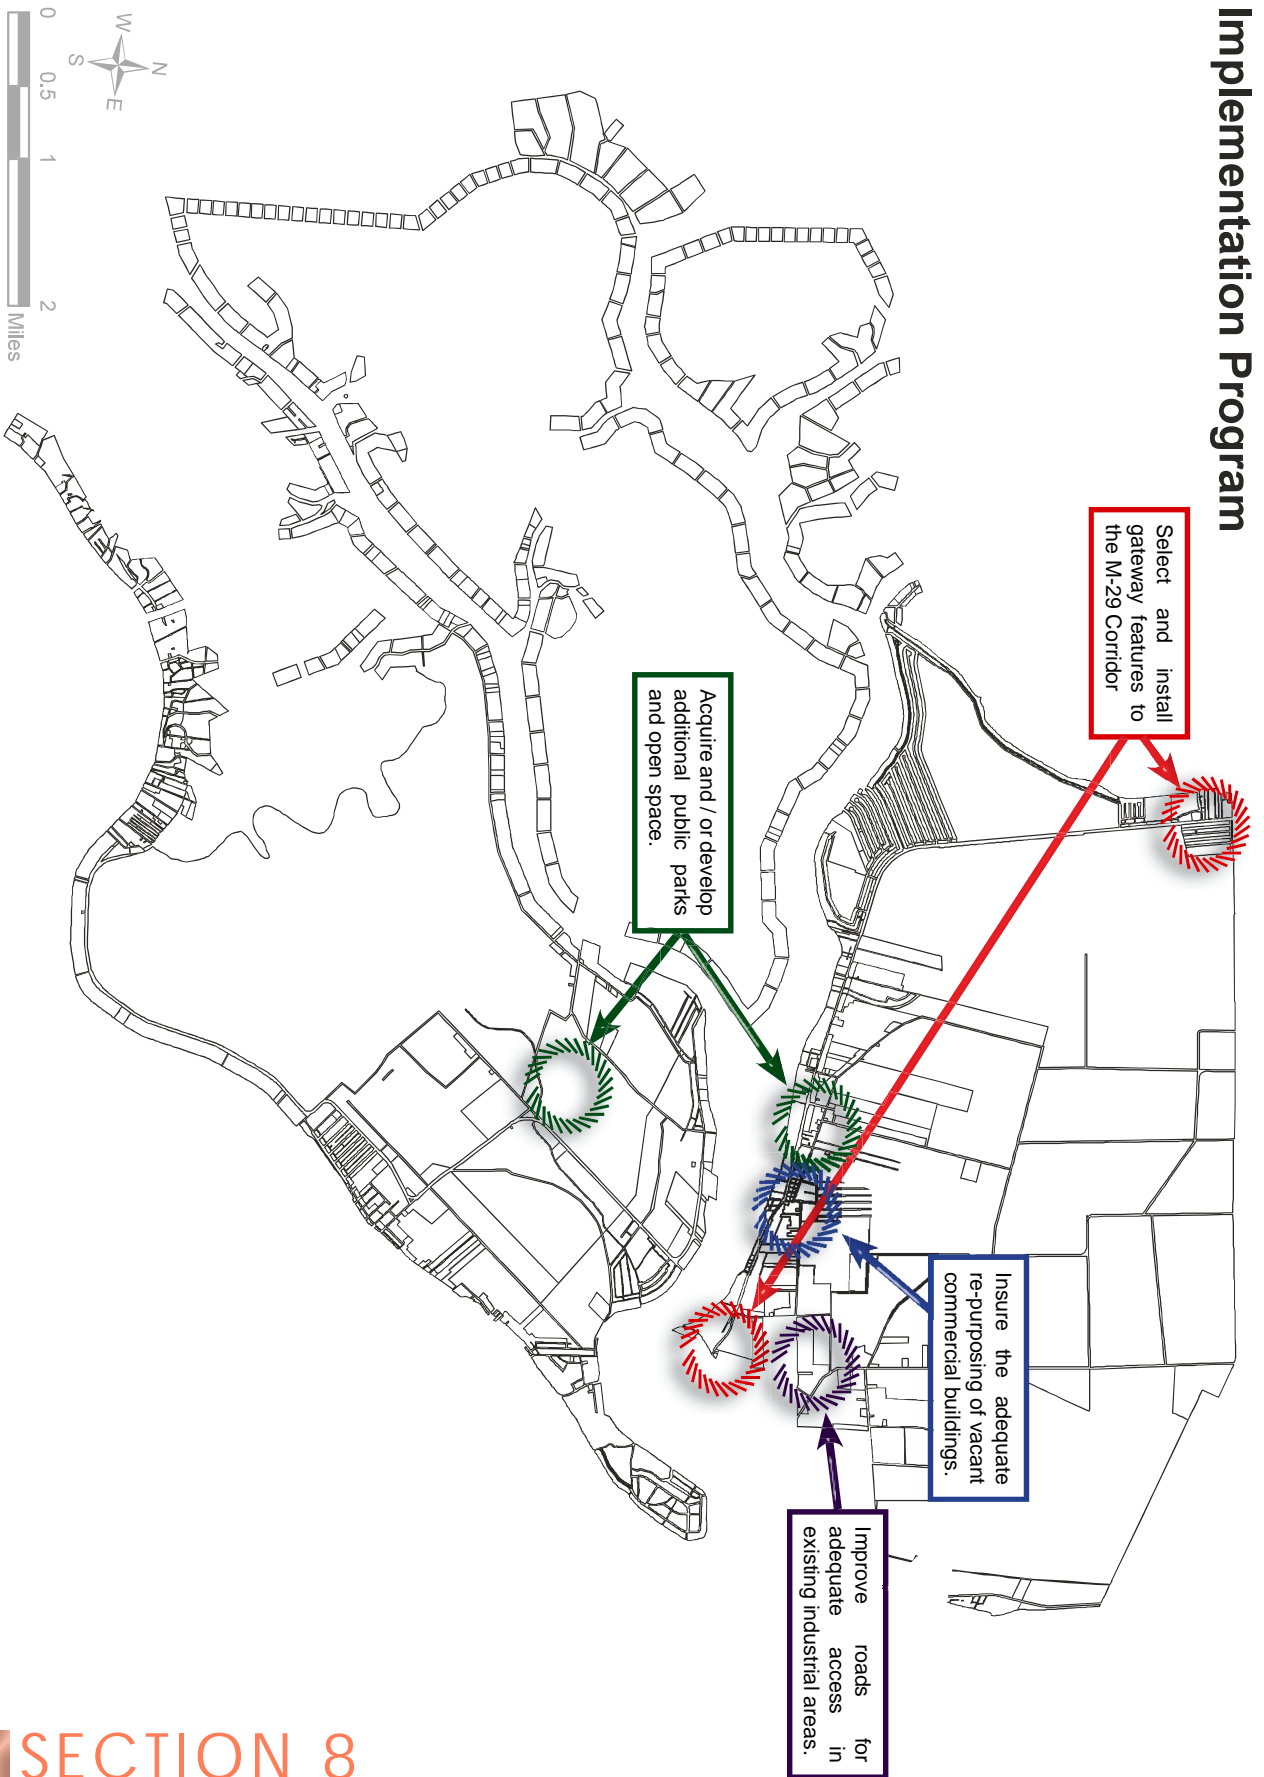 Implementation Program
Select and install
gateway features to
the M-29 Corridor
Acquire and / or develop
additional public parks
and open space.
Insure the adequate
re-purposing of vacant
commercial buildings.
Improve roads for
adequate access in
existing industrial areas.
N
W
E
S
0 0.5 1 2
Miles
SECTION 8